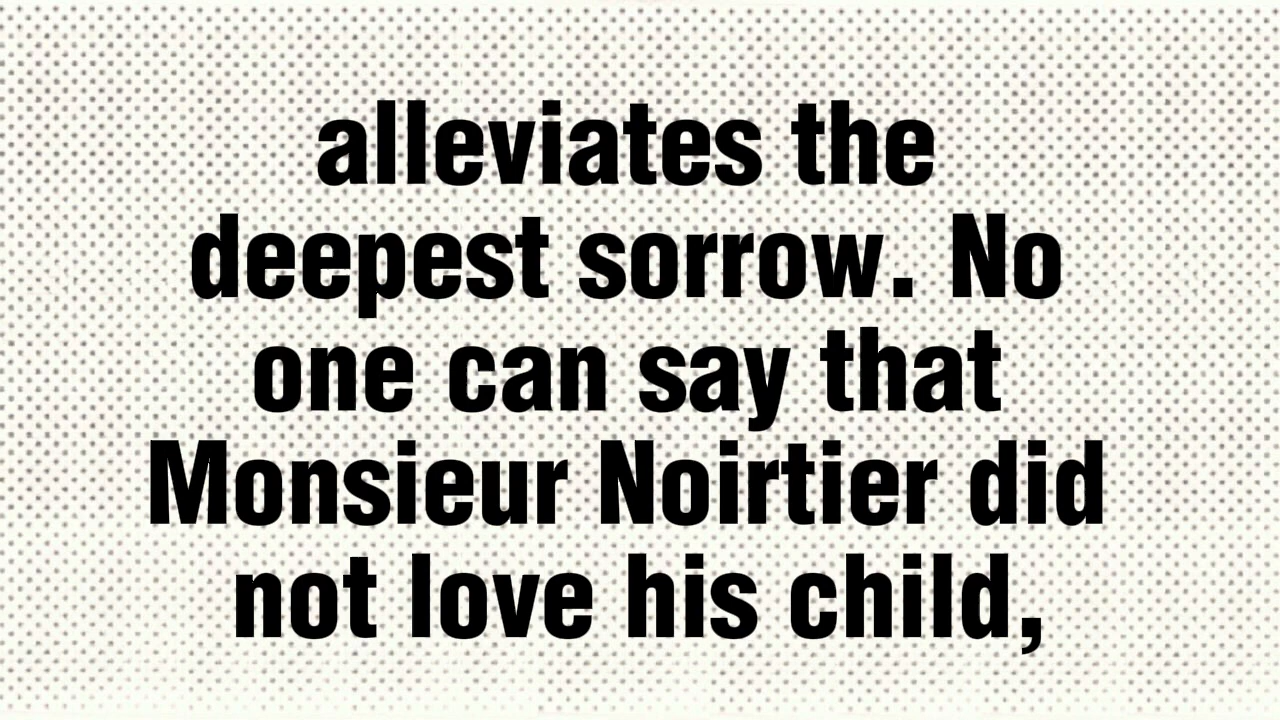 alleviates the
deepest sorrow. No
one can say that
Monsieur Noirtier did
not love his child,